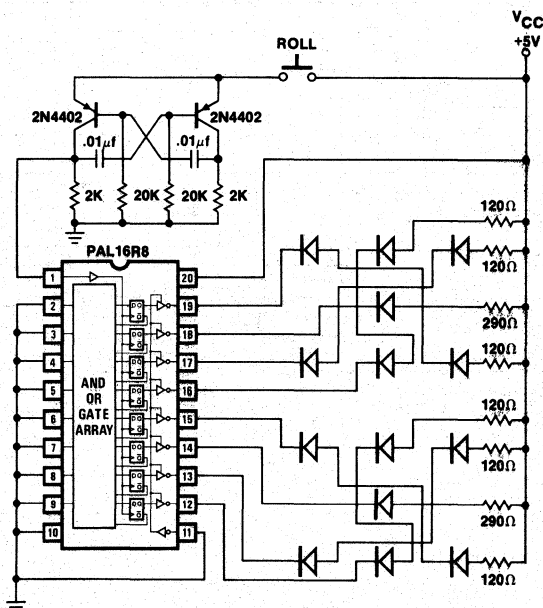 VCC
+5V
ROLL
2N4402
2N4402
.01µf
.01µf
2K
20K
20K
2K
PAL16R8
1
2
3
4
5
6
7
8
9
10
AND
OR
GATE
ARRAY
20
19
18
17
16
15
14
13
12
11
120Ω
120Ω
290Ω
120Ω
120Ω
120Ω
290Ω
120Ω